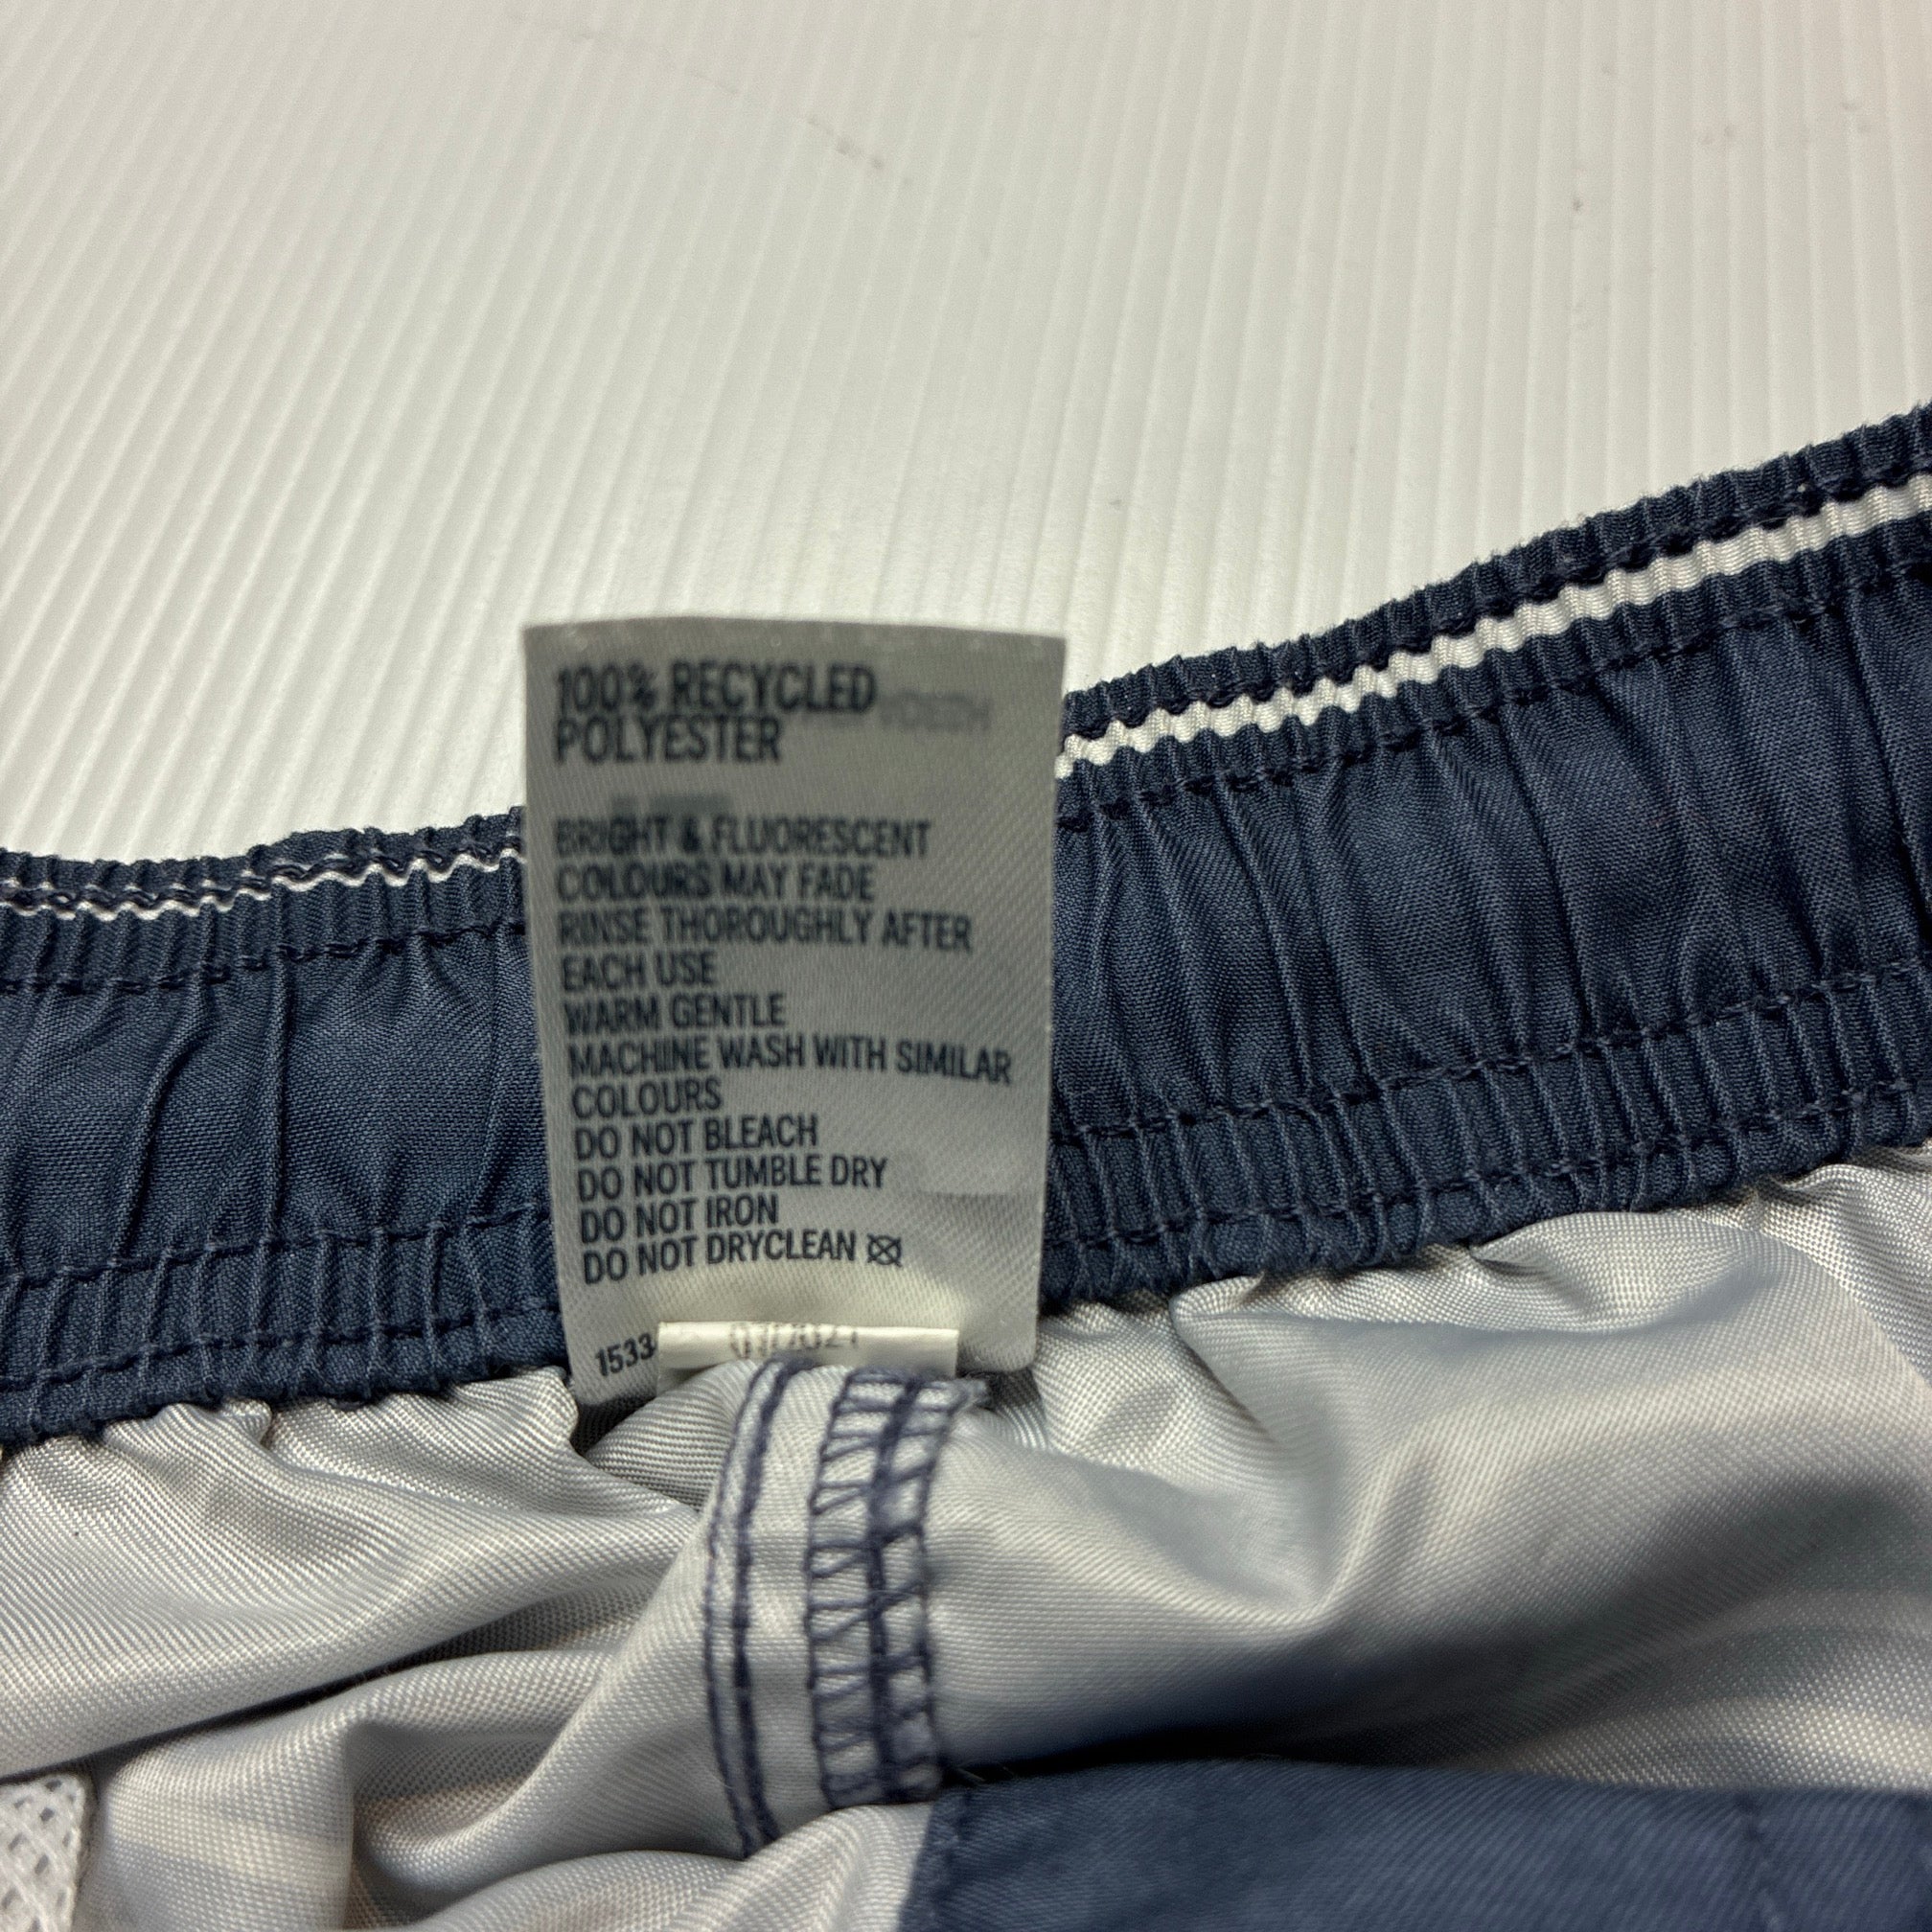 100% RECYCLED
POLYESTER
BRIGHT & FLUORESCENT
COLOURS MAY FADE
RINSE THOROUGHLY AFTER
EACH USE
WARM GENTLE
MACHINE WASH WITH SIMILAR
COLOURS
DO NOT BLEACH
DO NOT TUMBLE DRY
DO NOT IRON
DO NOT DRYCLEAN
1533